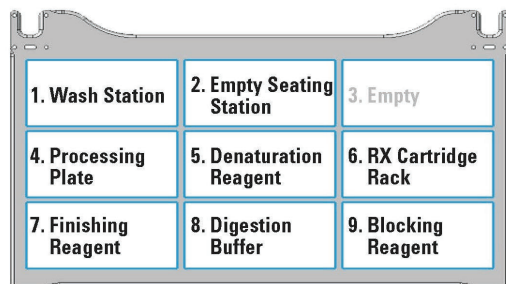 1. Wash Station
2. Empty Seating
Station
3. Empty
4. Processing
Plate
5. Denaturation
Reagent
6. RX Cartridge
Rack
7. Finishing
Reagent
8. Digestion
Buffer
9. Blocking
Reagent